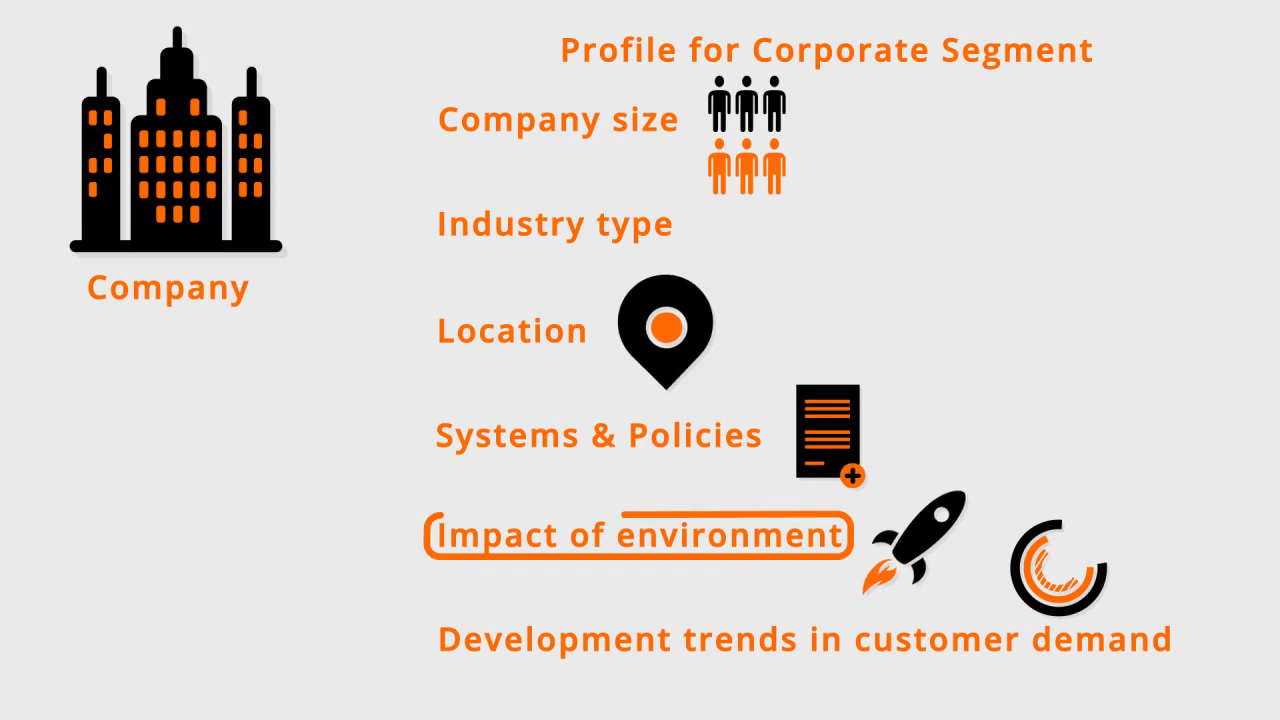 Profile for Corporate Segment
Company size
Industry type
Company
Location
Systems & Policies
Impact of environment
Development trends in customer demand